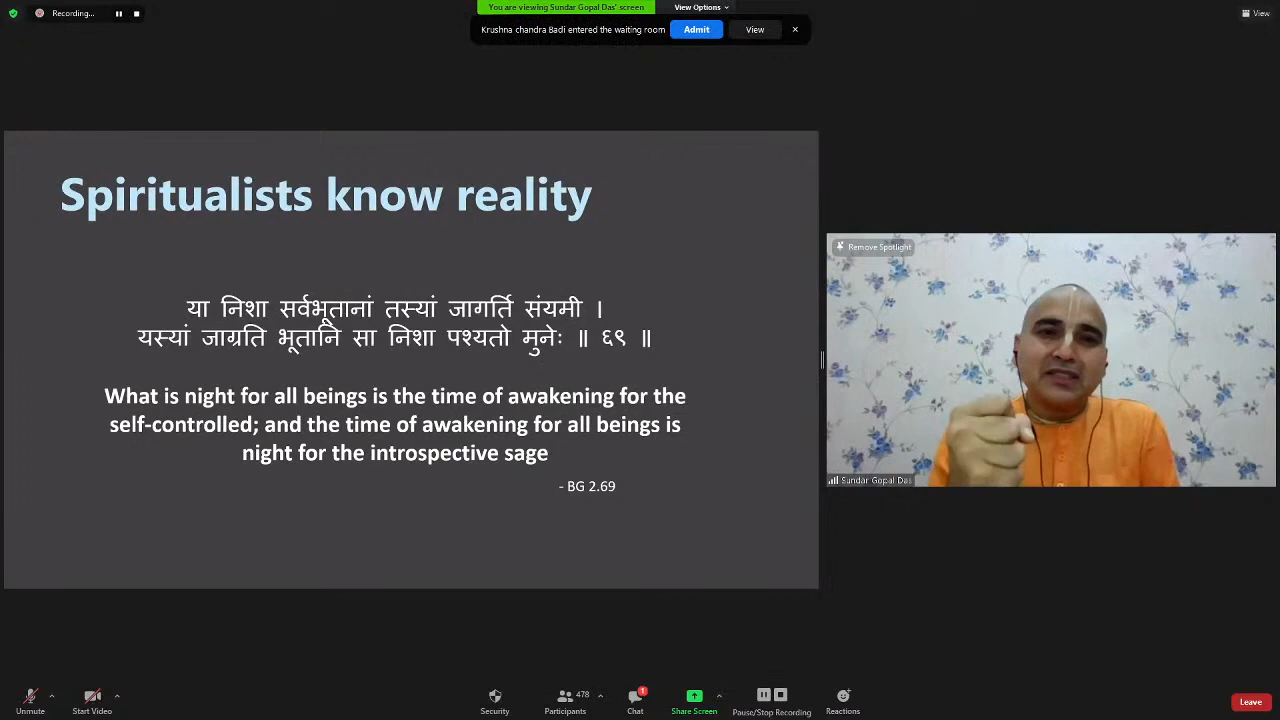 You are viewing Sundar Gopal Das' screen
View Options
Recording...
View
Krushna chandra Badi entered the waiting room
Admit
View
Spiritualists know reality
या निशा सर्वभूतानां तस्यां जागर्ति संयमी ।
यस्यां जाग्रति भूतानि सा निशा पश्यतो मुनेः ॥ ६९ ॥
What is night for all beings is the time of awakening for the
self-controlled; and the time of awakening for all beings is
night for the introspective sage
- BG 2.69
Remove Spotlight
Sundar Gopal Das
Unmute
Start Video
Security
Participants
478
Chat
1
Share Screen
Pause/Stop Recording
Reactions
Leave